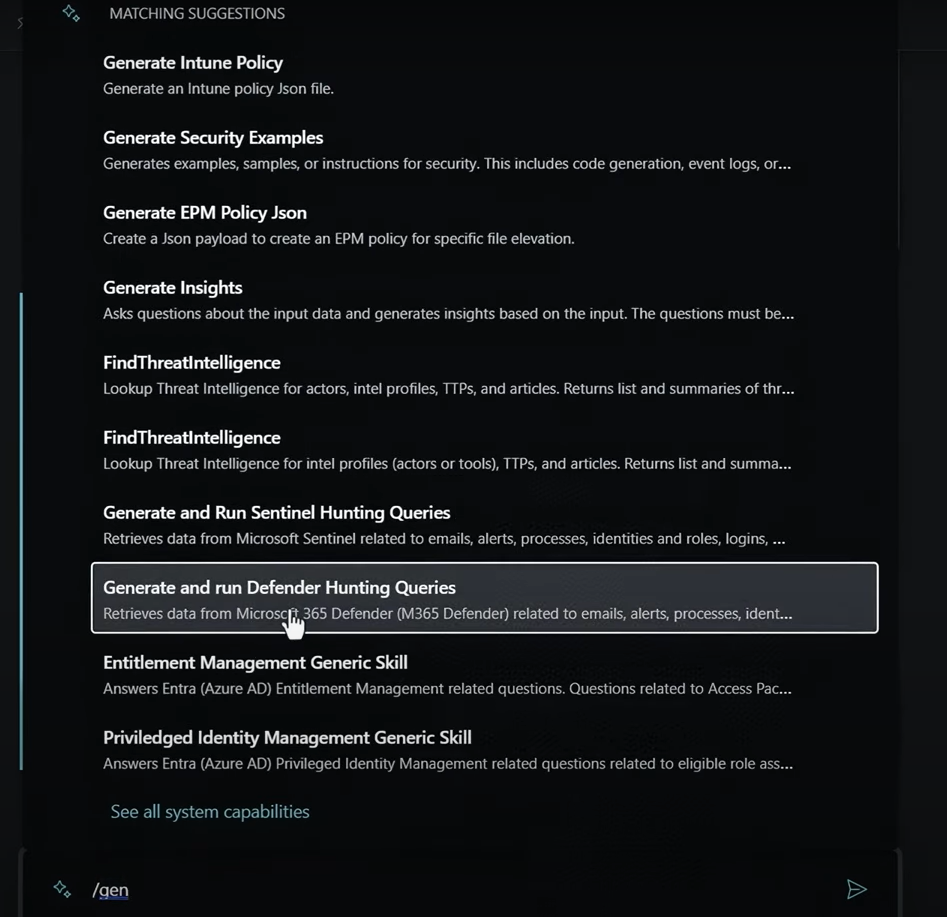 MATCHING SUGGESTIONS
Generate Intune Policy
Generate an Intune policy Json file.
Generate Security Examples
Generates examples, samples, or instructions for security. This includes code generation, event logs, or...
Generate EPM Policy Json
Create a Json payload to create an EPM policy for specific file elevation.
Generate Insights
Asks questions about the input data and generates insights based on the input. The questions must be...
FindThreatIntelligence
Lookup Threat Intelligence for actors, intel profiles, TTPs, and articles. Returns list and summaries of thr...
FindThreatIntelligence
Lookup Threat Intelligence for intel profiles (actors or tools), TTPs, and articles. Returns list and summa...
Generate and Run Sentinel Hunting Queries
Retrieves data from Microsoft Sentinel related to emails, alerts, processes, identities and roles, logins, ...
Generate and run Defender Hunting Queries
Retrieves data from Microsoft 365 Defender (M365 Defender) related to emails, alerts, processes, ident...
Entitlement Management Generic Skill
Answers Entra (Azure AD) Entitlement Management related questions. Questions related to Access Pac...
Priviledged Identity Management Generic Skill
Answers Entra (Azure AD) Privileged Identity Management related questions related to eligible role ass...
See all system capabilities
/gen